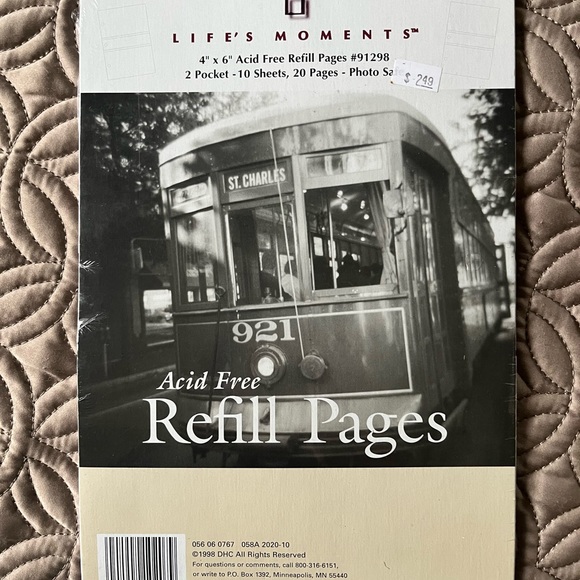 LIFE'S MOMENTS™
4" x 6" Acid Free Refill Pages #91298
2 Pocket - 10 Sheets, 20 Pages - Photo Sa
$ 2.49
ST. CHARLES
921
Acid Free
Refill Pages
056 06 0767 058A 2020-10
©1998 DHC All Rights Reserved
For questions or comments, call 800-316-6151,
or write to P.O. Box 1392, Minneapolis, MN 55440